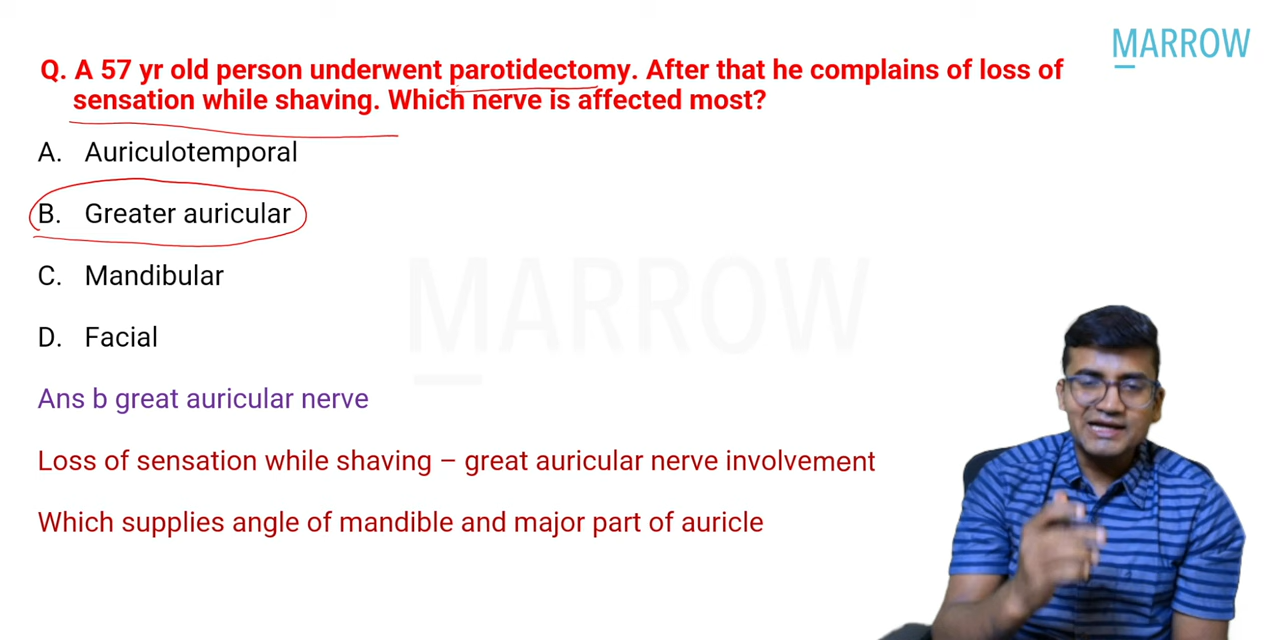 MARROW
Q. A 57 yr old person underwent parotidectomy. After that he complains of loss of
sensation while shaving. Which nerve is affected most?
A. Auriculotemporal
B. Greater auricular
C. Mandibular
D. Facial
MARROW
Ans b great auricular nerve
Loss of sensation while shaving – great auricular nerve involvement
Which supplies angle of mandible and major part of auricle